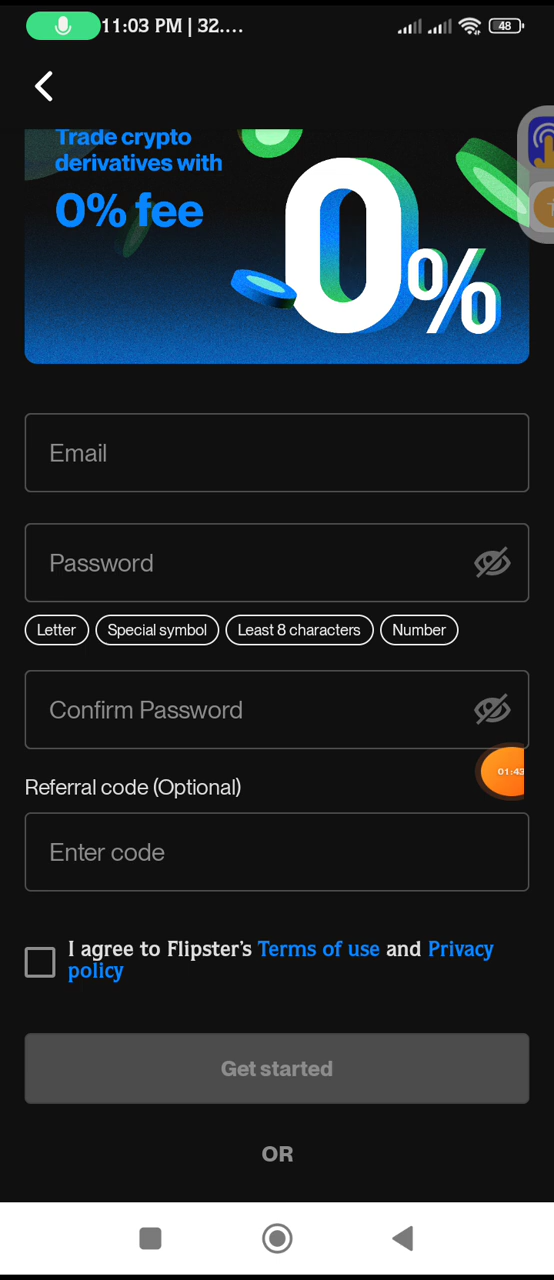 11:03 PM | 32....
48
Trade crypto
derivatives with
0% fee
0%
Email
Password
Letter Special symbol Least 8 characters Number
Confirm Password
01:43
Referral code (Optional)
Enter code
I agree to Flipster's Terms of use and Privacy
policy
Get started
OR